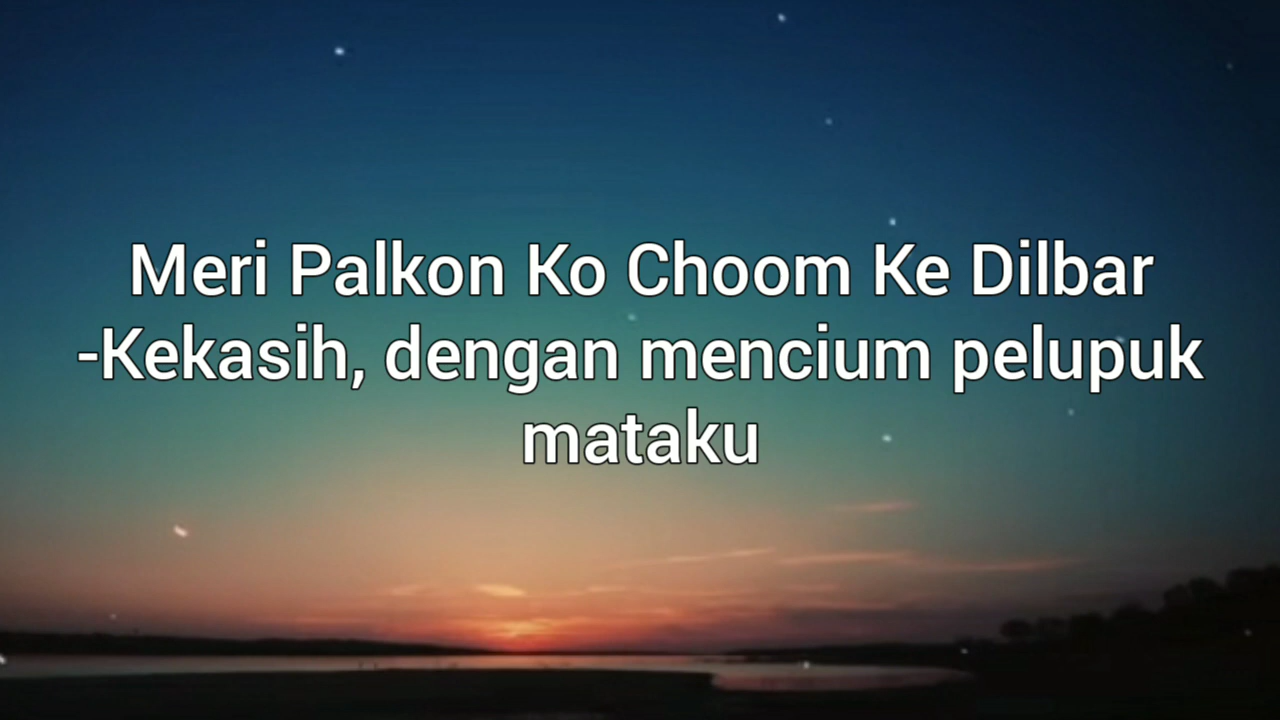 Meri Palkon Ko Choom Ke Dilbar
-Kekasih, dengan mencium pelupuk
mataku